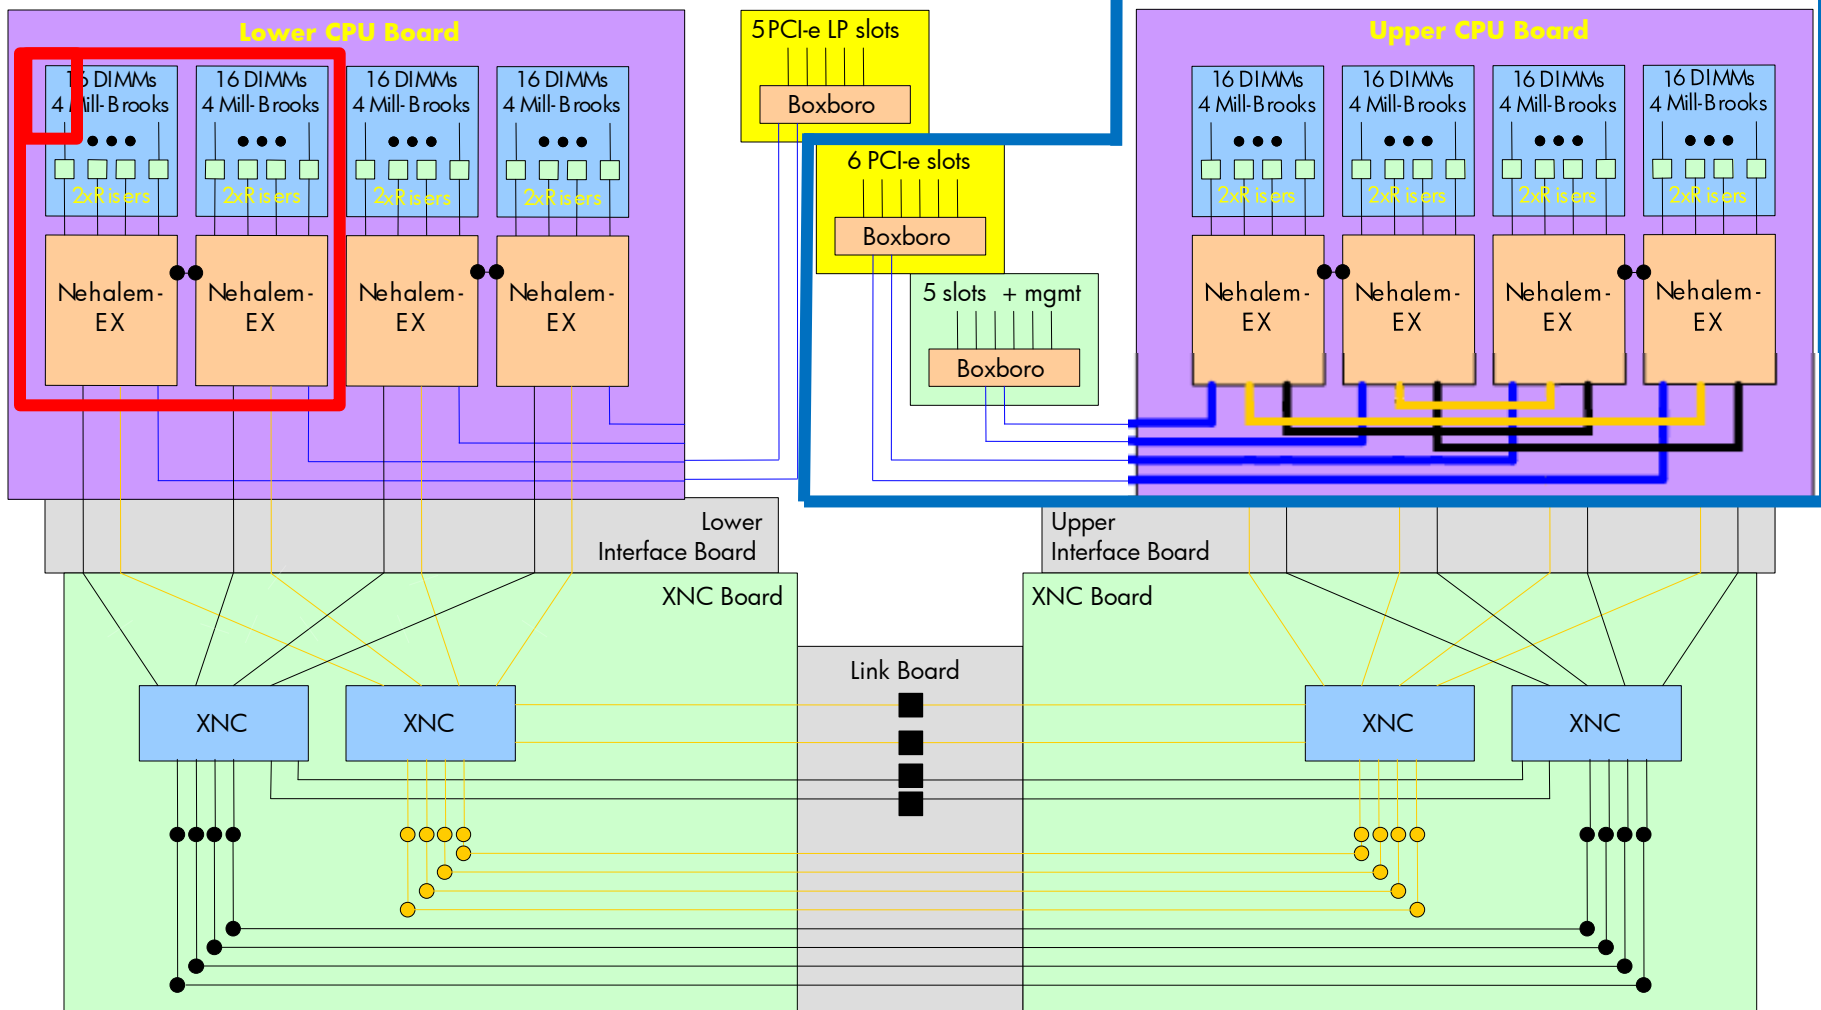 Lower CPU Board
16 DIMMs
4 Mill-Brooks
2xRisers
Nehalem-
EX
16 DIMMs
4 Mill-Brooks
2xRisers
Nehalem-
EX
16 DIMMs
4 Mill-Brooks
2xRisers
Nehalem-
EX
16 DIMMs
4 Mill-Brooks
2xRisers
Nehalem-
EX
5 PCI-e LP slots
Boxboro
6 PCI-e slots
Boxboro
5 slots + mgmt
Boxboro
Upper CPU Board
16 DIMMs
4 Mill-Brooks
2xRisers
Nehalem-
EX
16 DIMMs
4 Mill-Brooks
2xRisers
Nehalem-
EX
16 DIMMs
4 Mill-Brooks
2xRisers
Nehalem-
EX
16 DIMMs
4 Mill-Brooks
2xRisers
Nehalem-
EX
Lower
Interface Board
Upper
Interface Board
XNC Board
XNC Board
Link Board
XNC
XNC
XNC
XNC